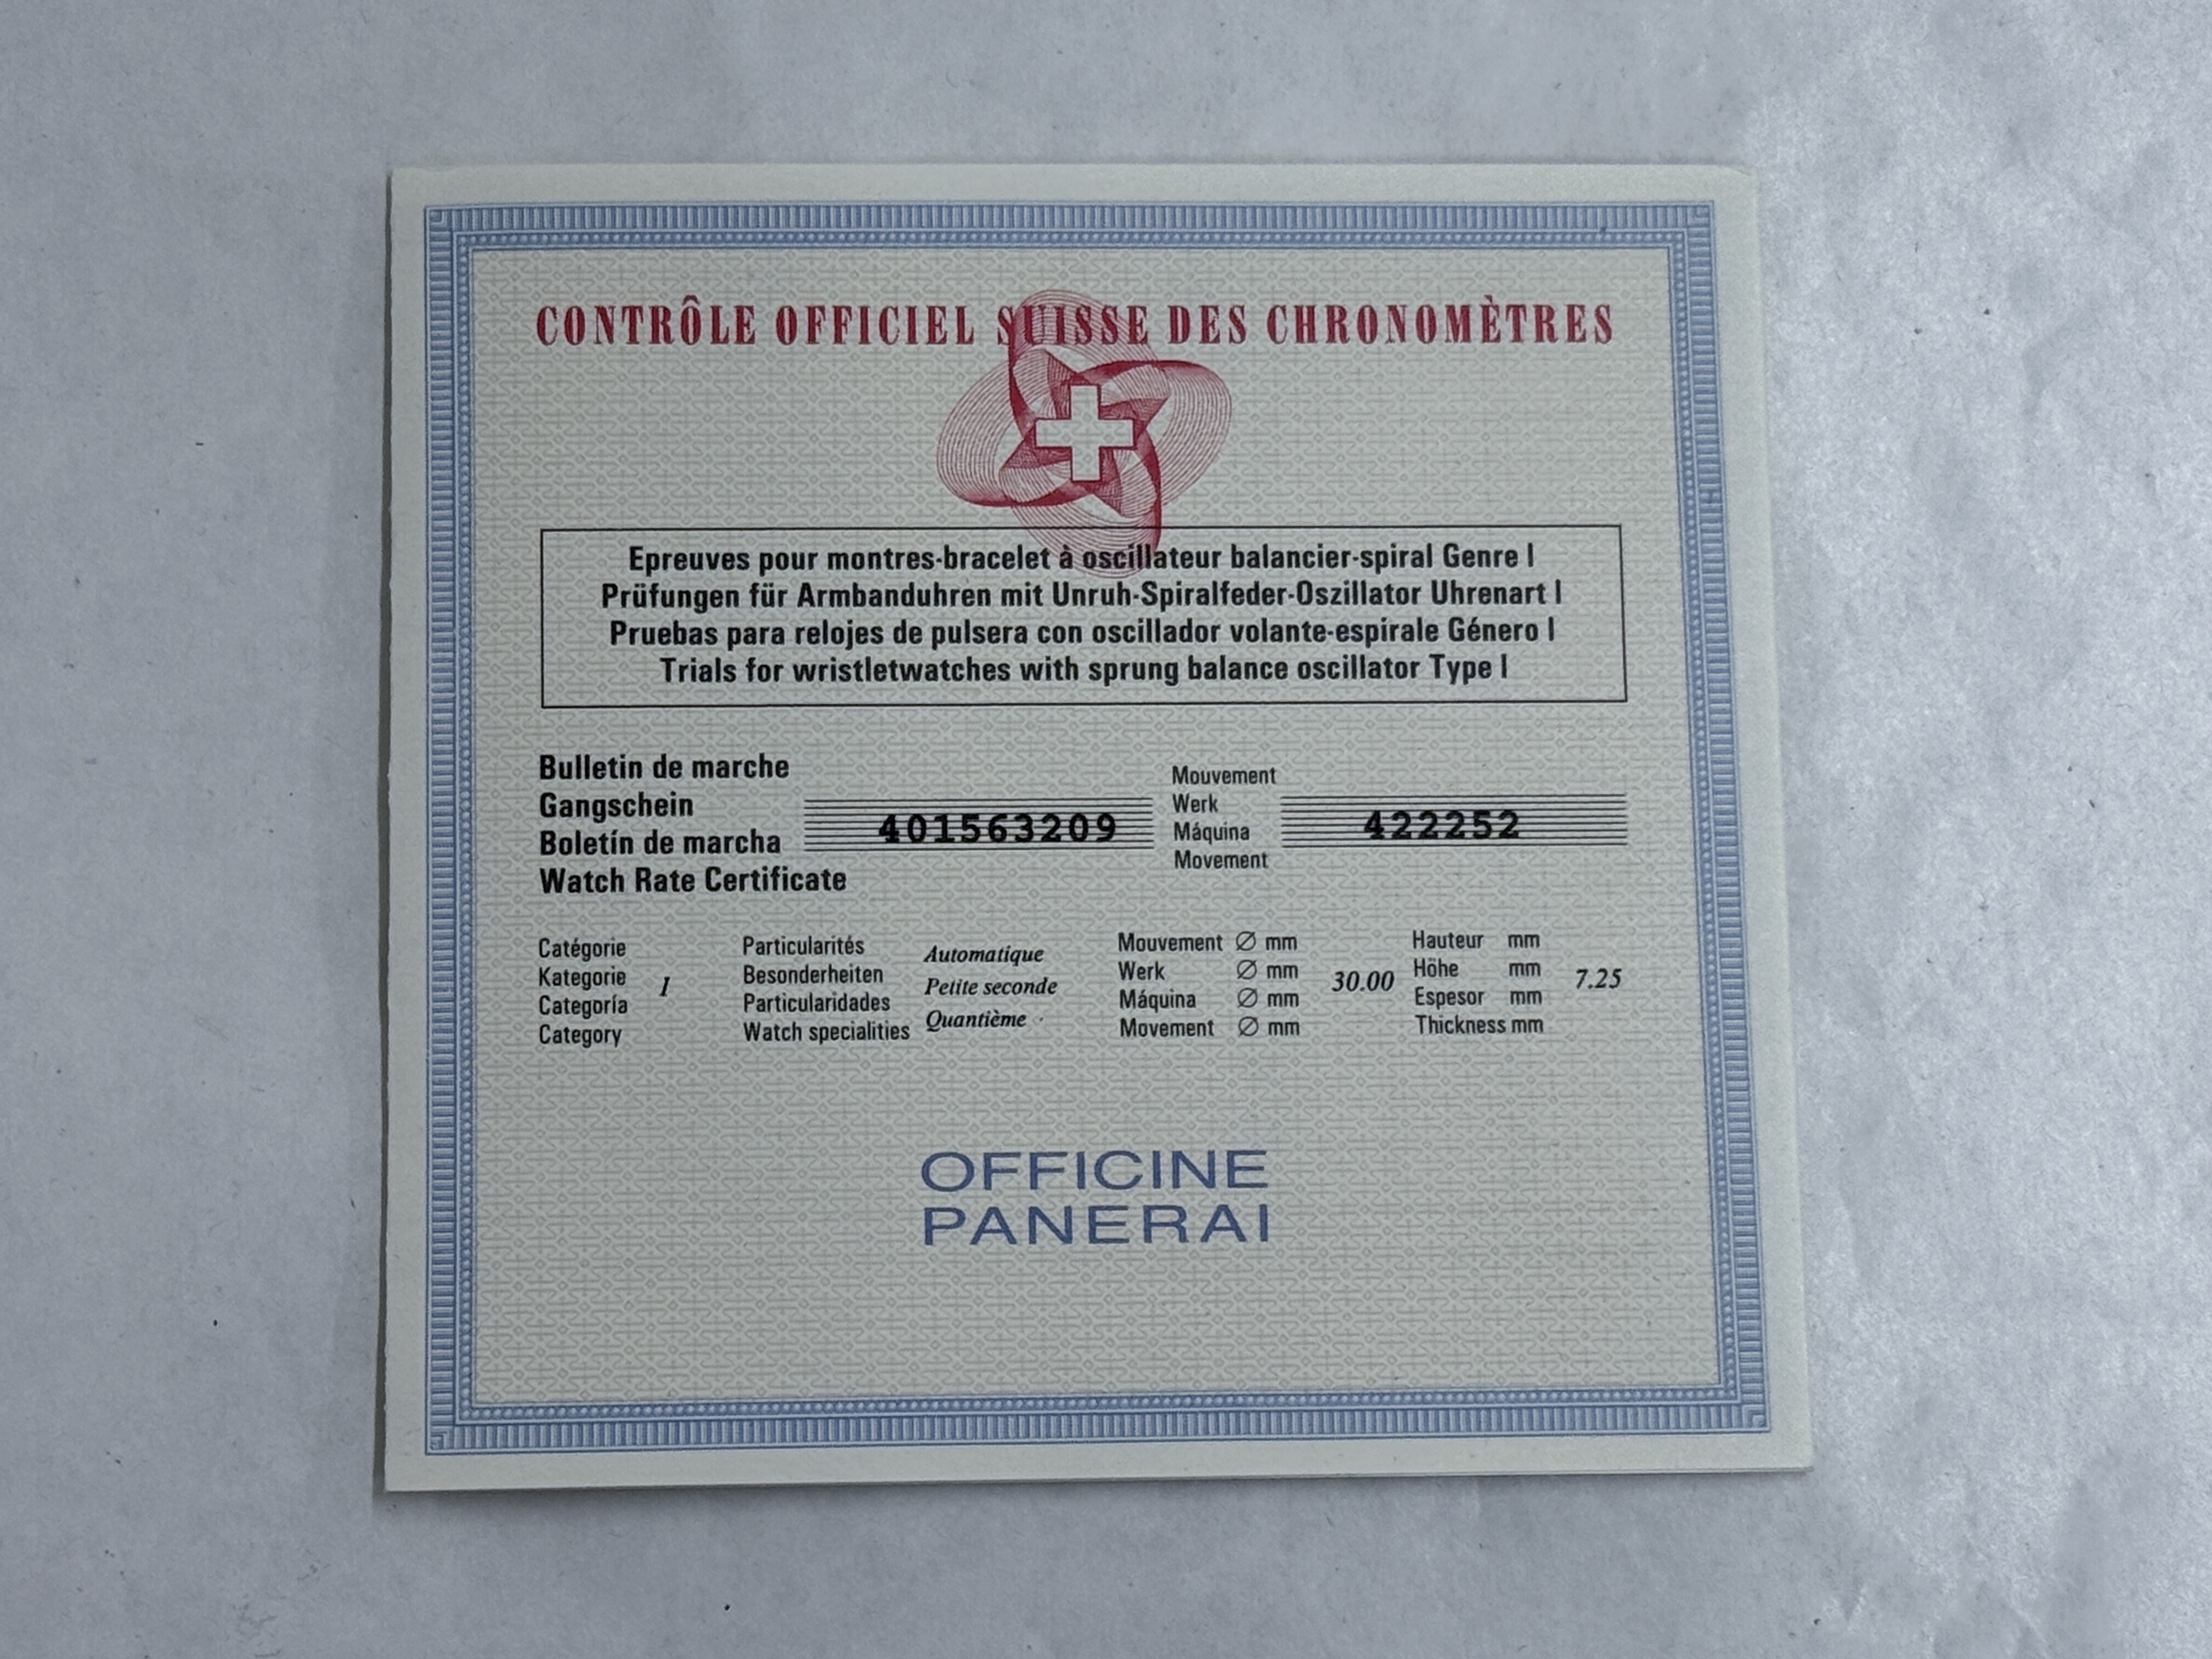 CONTRÔLE OFFICIEL SUISSE DES CHRONOMÈTRES
Epreuves pour montres-bracelet à oscillateur balancier-spiral Genre I
Prüfungen für Armbanduhren mit Unruh-Spiralfeder-Oszillator Uhrenart I
Pruebas para relojes de pulsera con oscillador volante-espirale Género I
Trials for wristletwatches with sprung balance oscillator Type I
Bulletin de marche
Gangschein
Boletín de marcha
Watch Rate Certificate
401563209
Mouvement
Werk
Máquina
Movement
422252
Catégorie
Kategorie
Categoría
Category
I
Particularités
Besonderheiten
Particularidades
Watch specialities
Automatique
Petite seconde
Quantième
Mouvement Ø mm
Werk Ø mm
Máquina Ø mm
Movement Ø mm
30.00
Hauteur mm
Höhe mm
Espesor mm
Thickness mm
7.25
OFFICINE
PANERAI